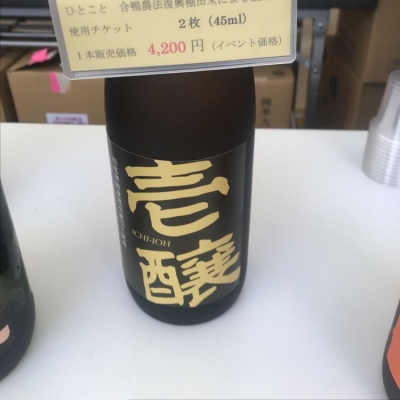 ひとこと 合鴨農法復興棚田米による
使用チケット 2枚 (45ml)
1本販売価格 4,200円 (イベント価格)
壱醸
ICHI-JOH